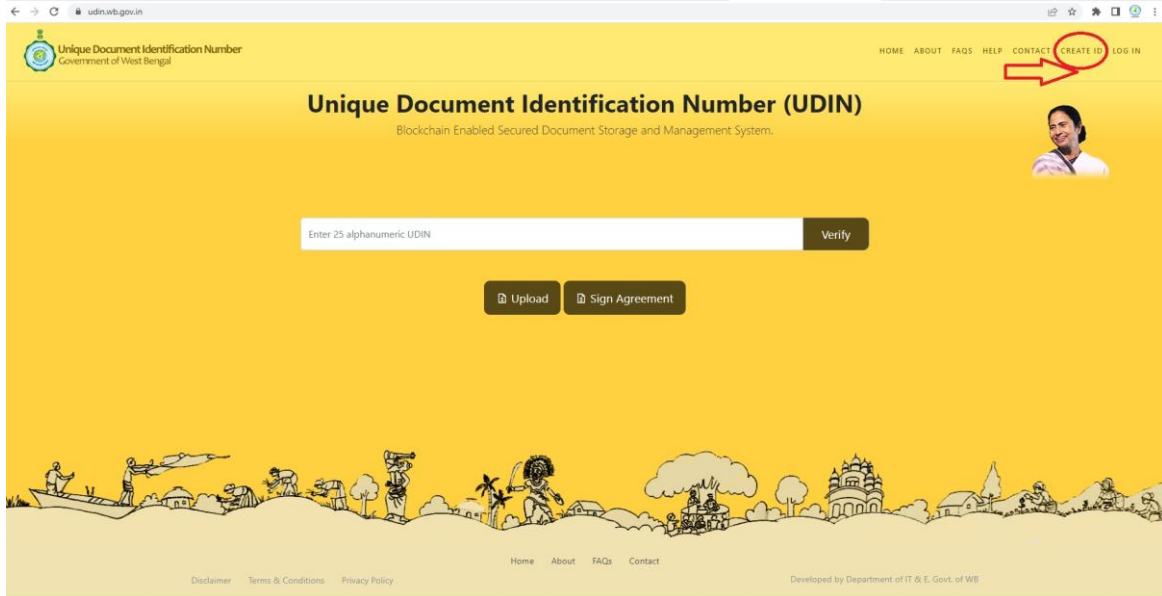 udin.wb.gov.in
Unique Document Identification Number
Government of West Bengal
HOME ABOUT FAQS HELP CONTACT CREATE ID LOG IN
Unique Document Identification Number (UDIN)
Blockchain Enabled Secured Document Storage and Management System.
Enter 25 alphanumeric UDIN
Verify
Upload
Sign Agreement
Home About FAQs Contact
Disclaimer Terms & Conditions Privacy Policy
Developed by Department of IT & E, Govt. of WB